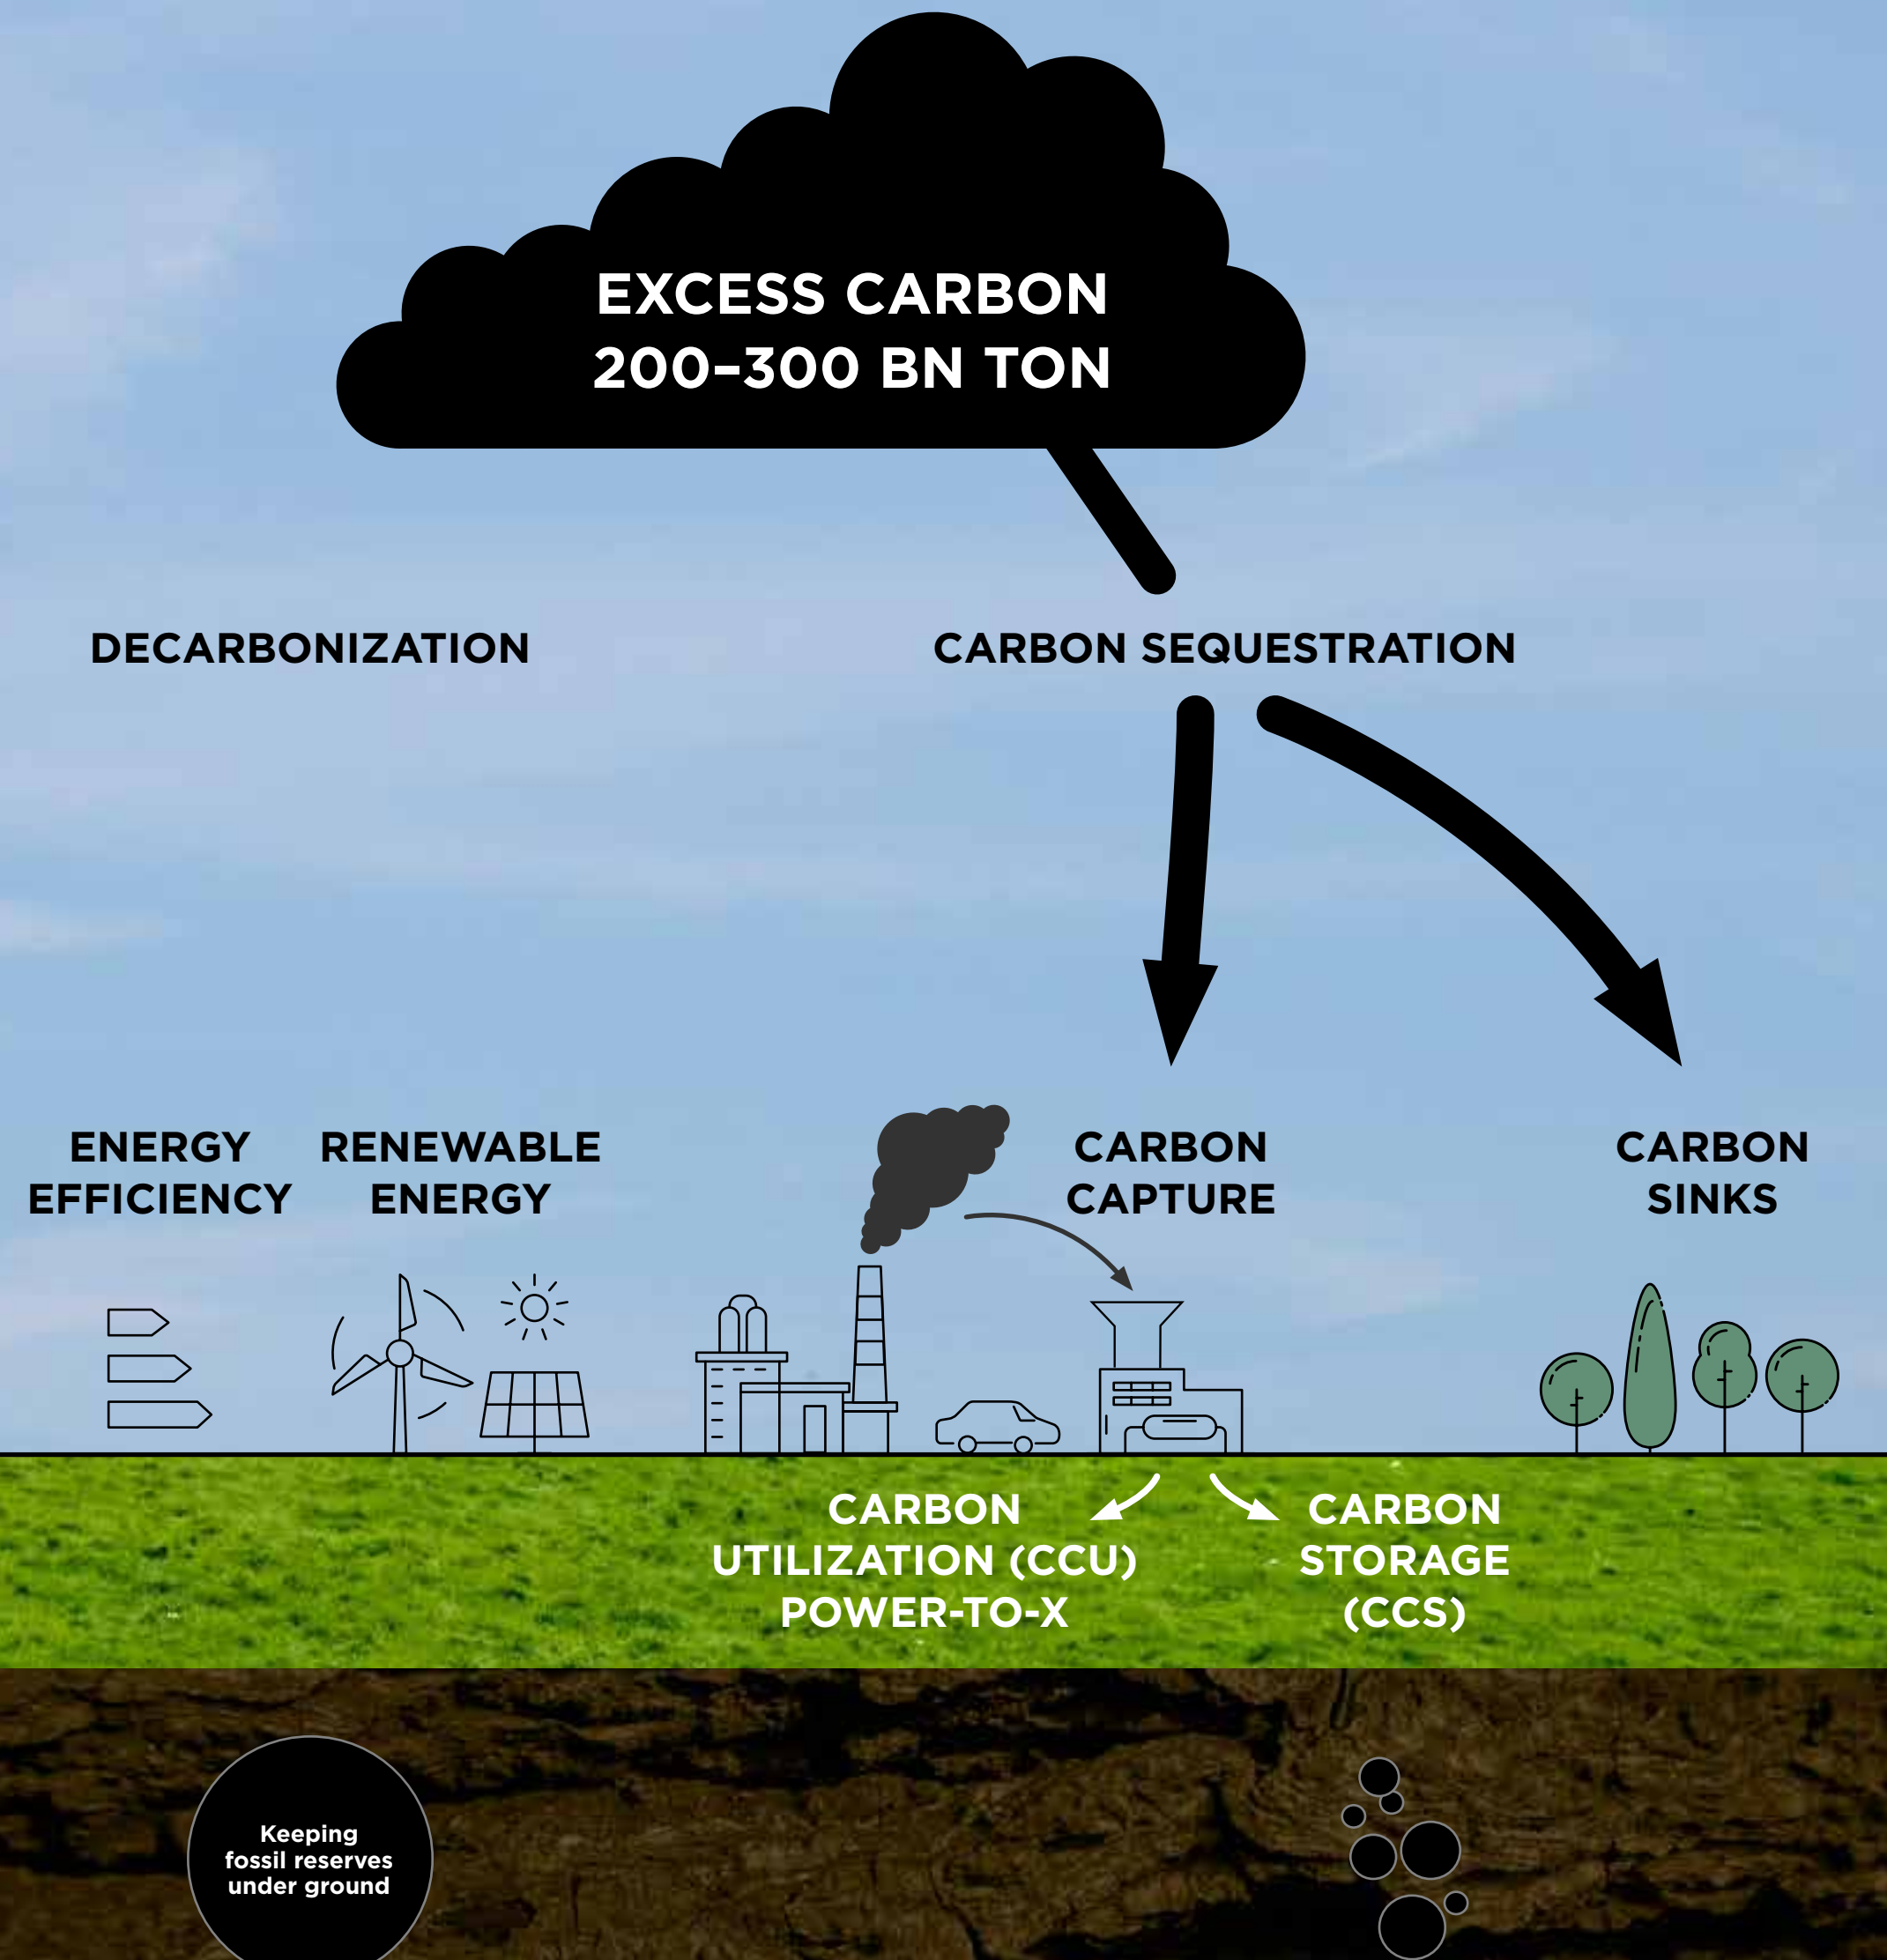 EXCESS CARBON
200–300 BN TON
DECARBONIZATION
CARBON SEQUESTRATION
ENERGY
EFFICIENCY
RENEWABLE
ENERGY
CARBON
CAPTURE
CARBON
SINKS
CARBON
UTILIZATION (CCU)
POWER-TO-X
CARBON
STORAGE
(CCS)
Keeping
fossil reserves
under ground